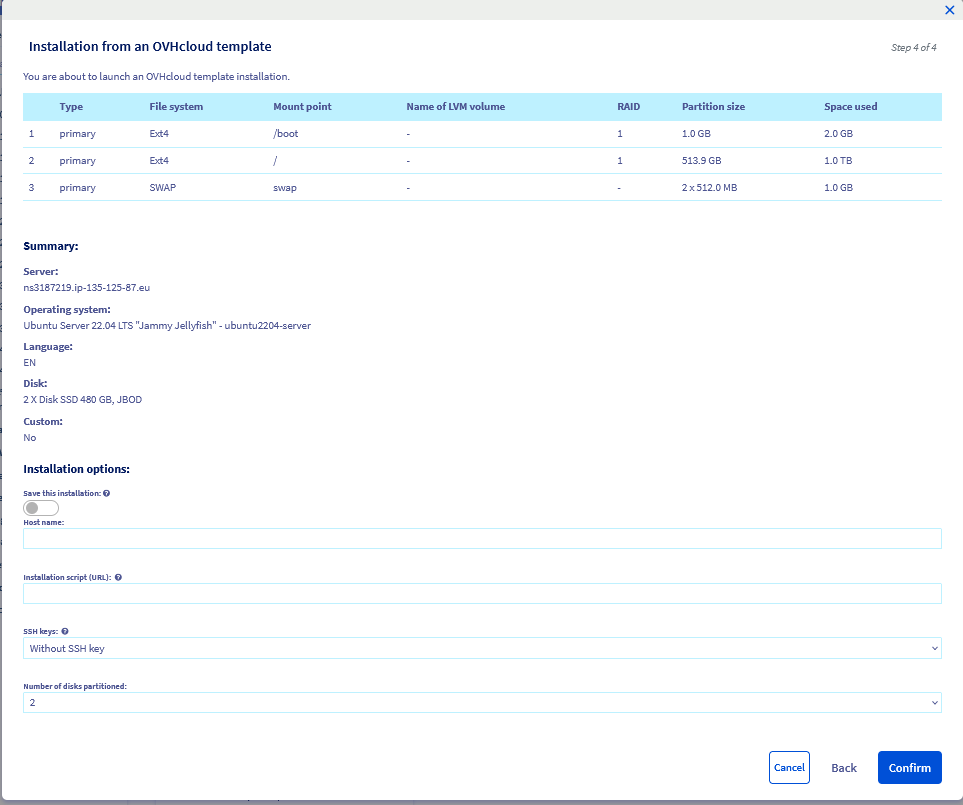 Installation from an OVHcloud template
Step 4 of 4
You are about to launch an OVHcloud template installation.
Type File system Mount point Name of LVM volume RAID Partition size Space used
1 primary Ext4 /boot - 1 1.0 GB 2.0 GB
2 primary Ext4 / - 1 513.9 GB 1.0 TB
3 primary SWAP swap - - 2 x 512.0 MB 1.0 GB
Summary:
Server:
ns3187219.ip-135-125-87.eu
Operating system:
Ubuntu Server 22.04 LTS "Jammy Jellyfish" - ubuntu2204-server
Language:
EN
Disk:
2 X Disk SSD 480 GB, JBOD
Custom:
No
Installation options:
Save this installation:
Host name:
Installation script (URL):
SSH keys:
Without SSH key
Number of disks partitioned:
2
Cancel Back Confirm